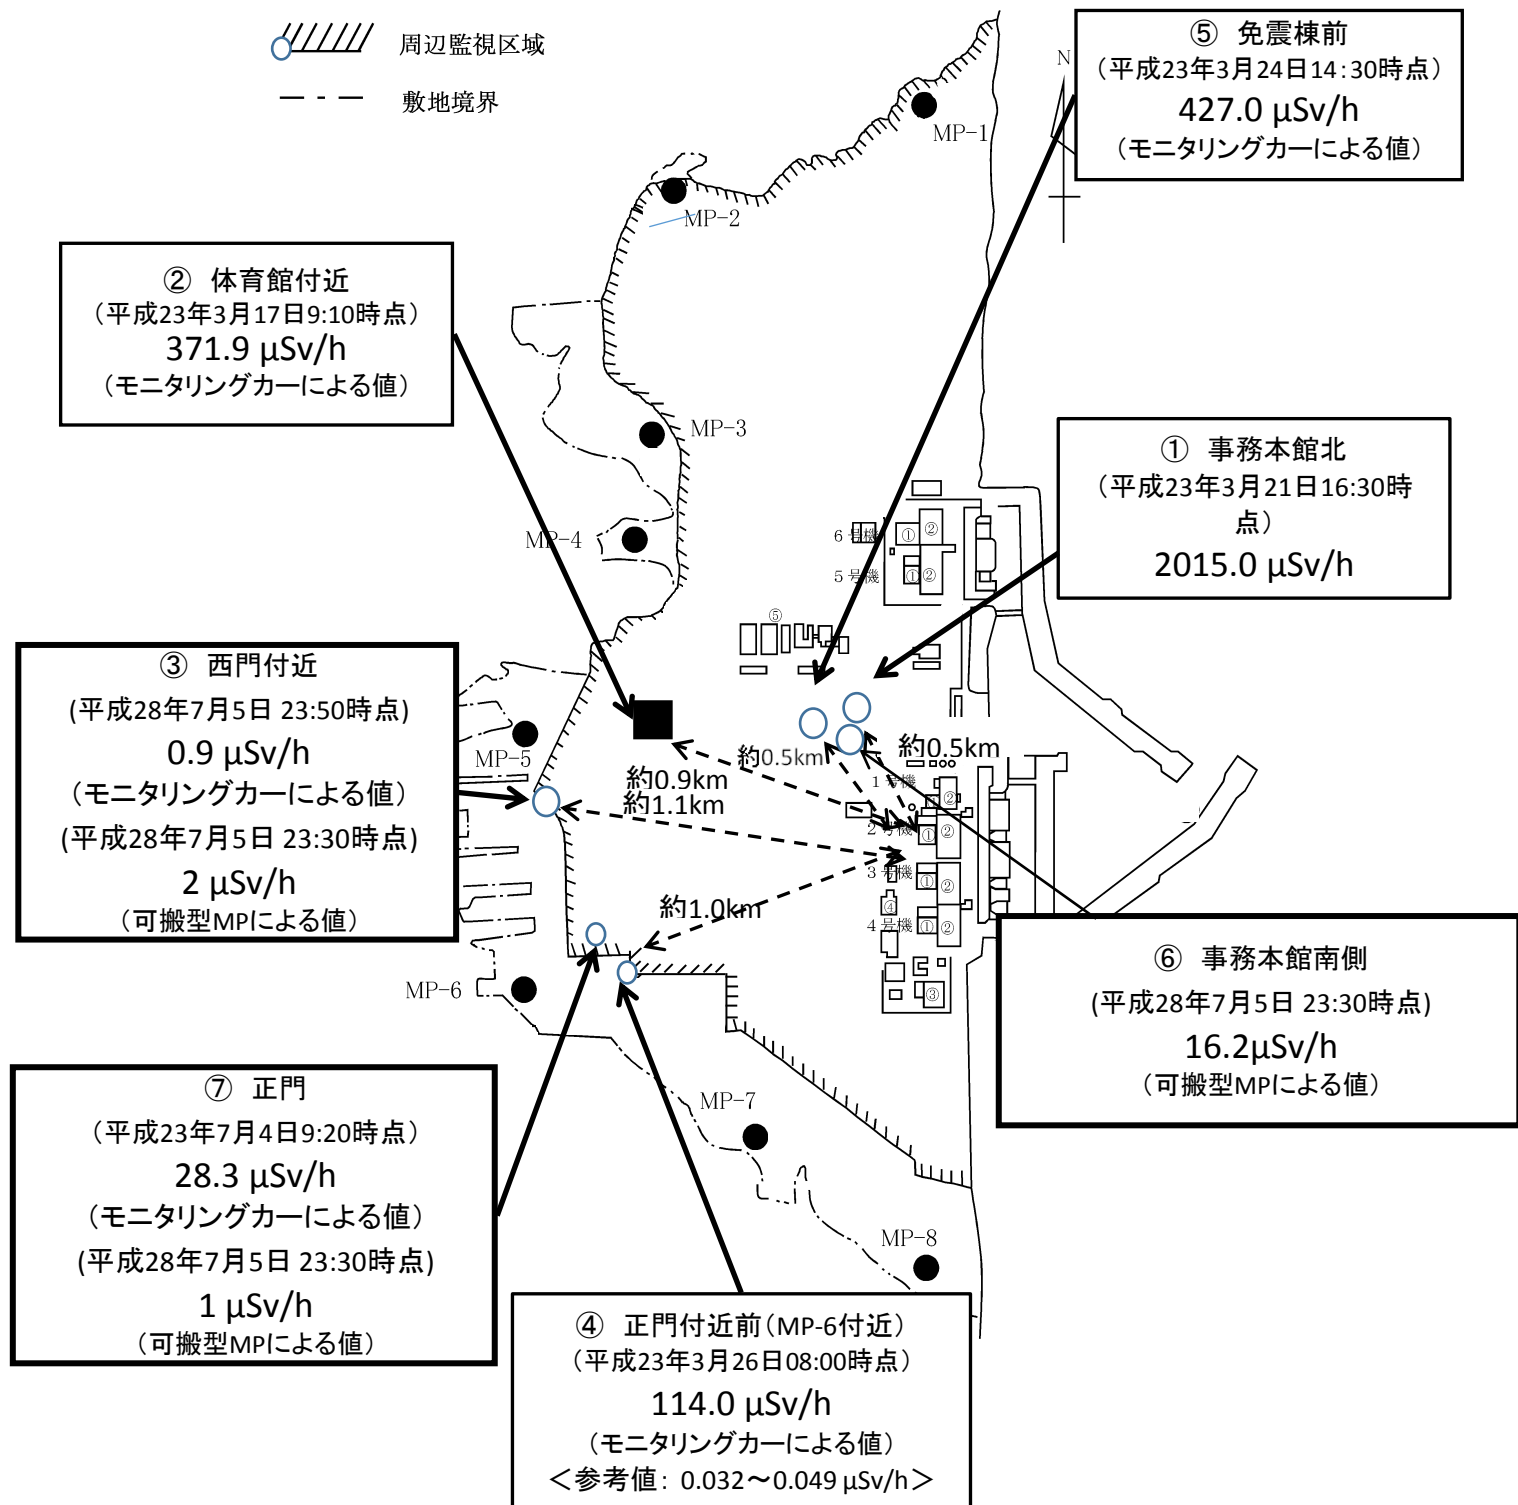 周辺監視区域
敷地境界
N
⑤ 免震棟前
（平成23年3月24日14：30時点）
427.0 μSv/h
（モニタリングカーによる値）
MP-1
MP-2
② 体育館付近
（平成23年3月17日9:10時点）
371.9 μSv/h
（モニタリングカーによる値）
MP-3
① 事務本館北
（平成23年3月21日16:30時
点）
2015.0 μSv/h
MP-4
6号機
①
②
5号機
①
②
⑤
③ 西門付近
(平成28年7月5日 23:50時点)
0.9 μSv/h
（モニタリングカーによる値）
(平成28年7月5日 23:30時点)
2 μSv/h
（可搬型MPによる値）
MP-5
約0.5km
約0.5km
約0.9km
約1.1km
約1.0km
1号機
①
②
2号機
①
②
3号機
①
②
④
4号機
①
②
③
MP-6
⑥ 事務本館南側
(平成28年7月5日 23:30時点)
16.2μSv/h
（可搬型MPによる値）
⑦ 正門
（平成23年7月4日9:20時点）
28.3 μSv/h
（モニタリングカーによる値）
(平成28年7月5日 23:30時点)
1 μSv/h
（可搬型MPによる値）
MP-7
MP-8
④ 正門付近前（MP-6付近）
（平成23年3月26日08:00時点）
114.0 μSv/h
（モニタリングカーによる値）
＜参考値： 0.032～0.049 μSv/h＞